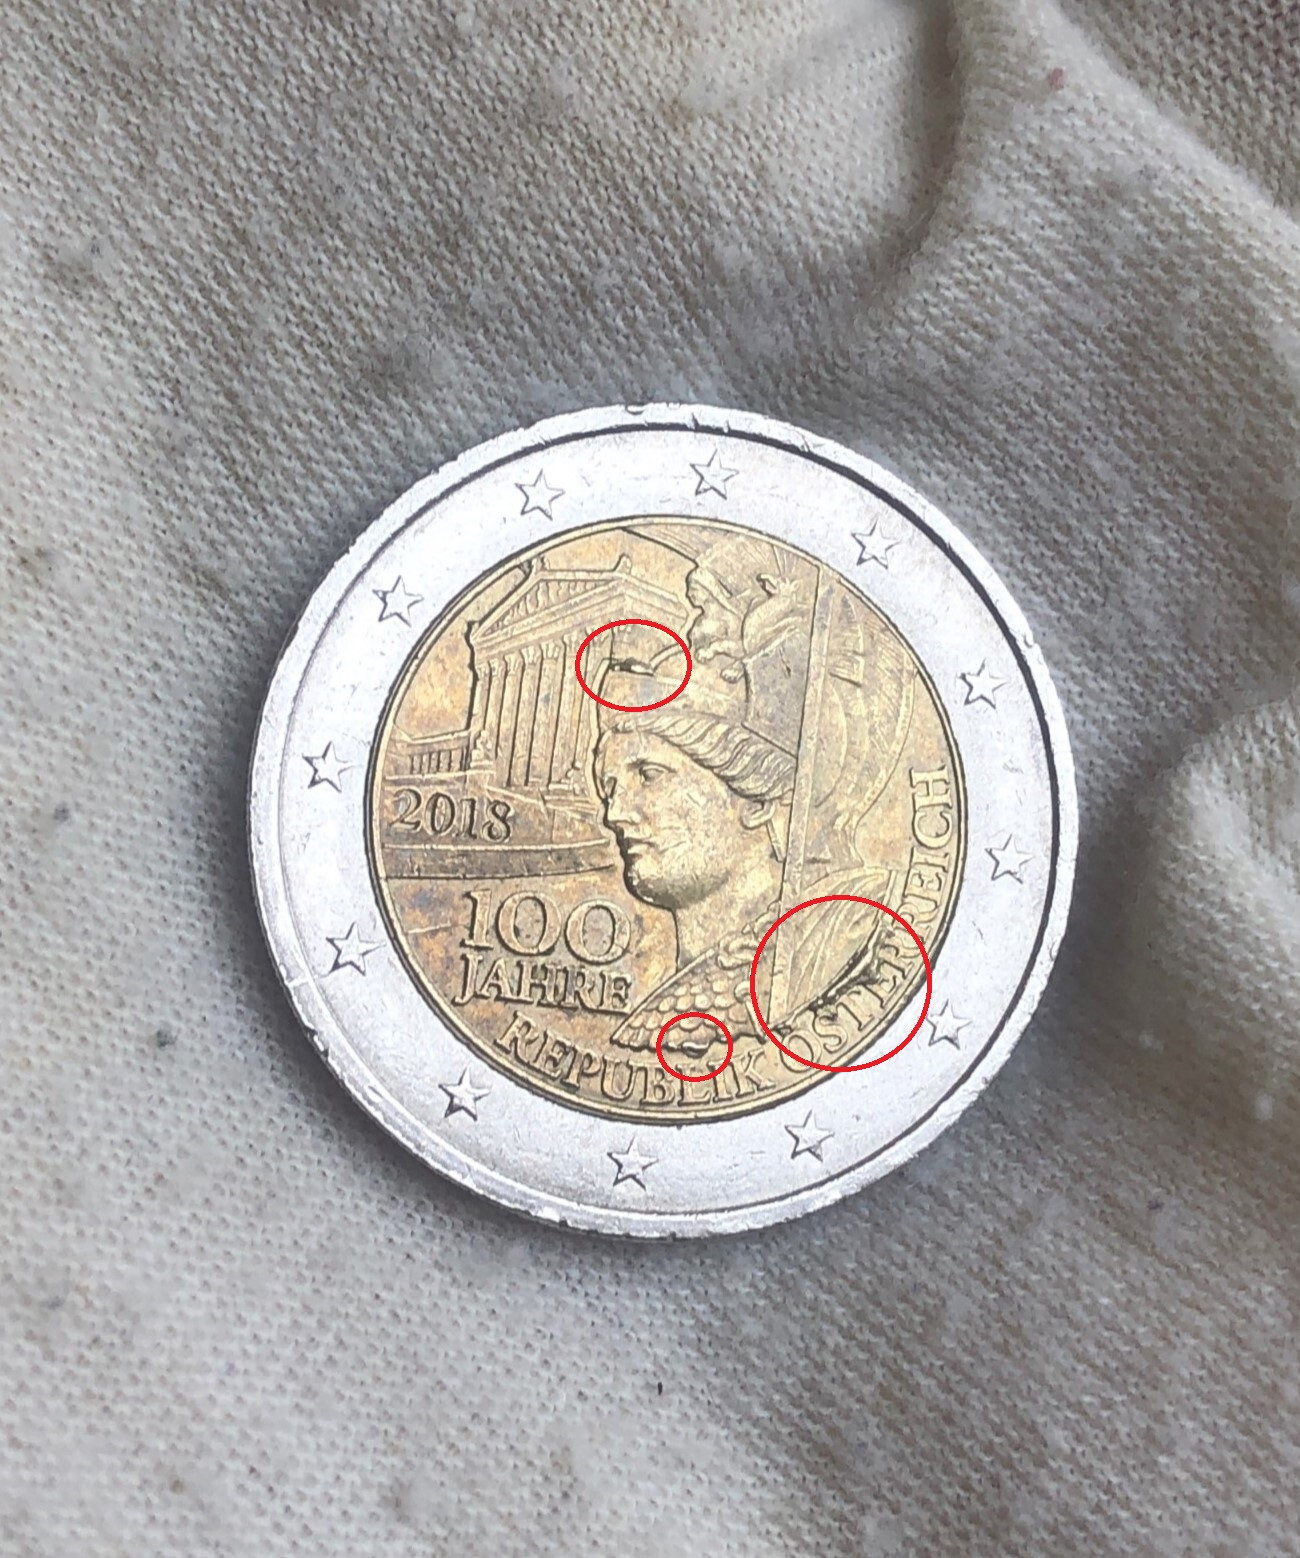 2018
100
JAHRE
REPUBLIK ÖSTERREICH